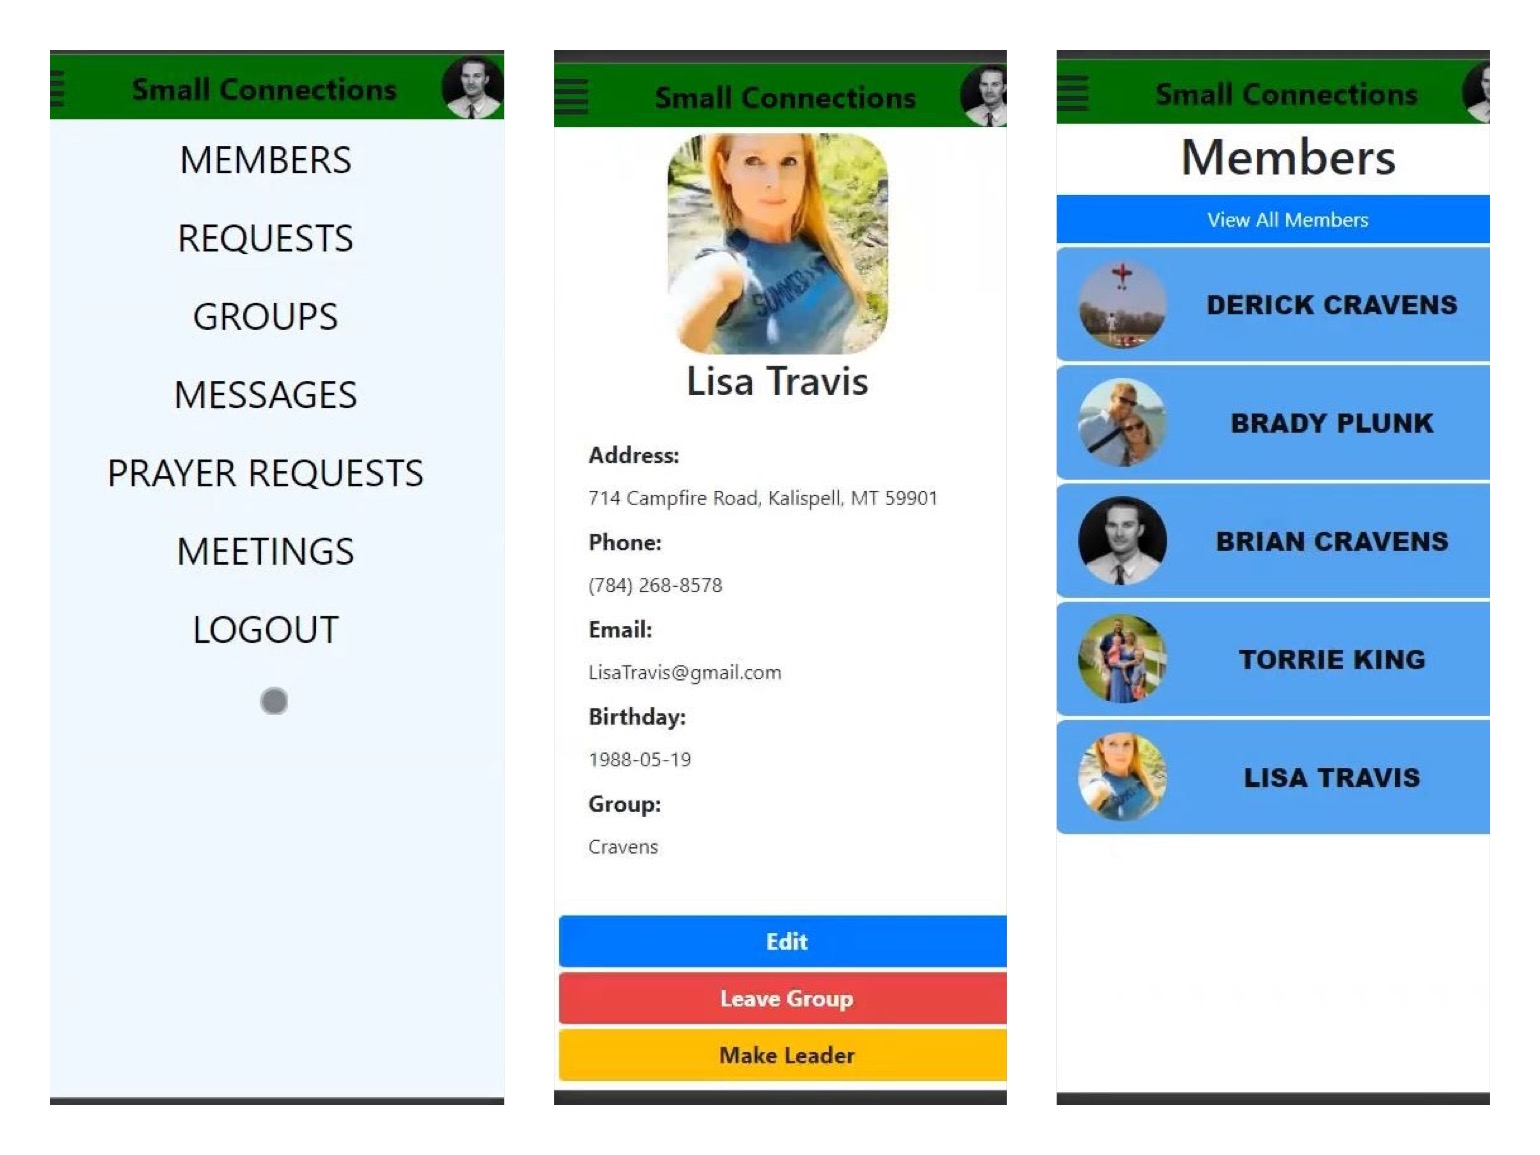 Small Connections
MEMBERS
REQUESTS
GROUPS
MESSAGES
PRAYER REQUESTS
MEETINGS
LOGOUT
Small Connections
Lisa Travis
Address:
714 Campfire Road, Kalispell, MT 59901
Phone:
(784) 268-8578
Email:
LisaTravis@gmail.com
Birthday:
1988-05-19
Group:
Cravens
Edit
Leave Group
Make Leader
Small Connections
Members
View All Members
DERICK CRAVENS
BRADY PLUNK
BRIAN CRAVENS
TORRIE KING
LISA TRAVIS